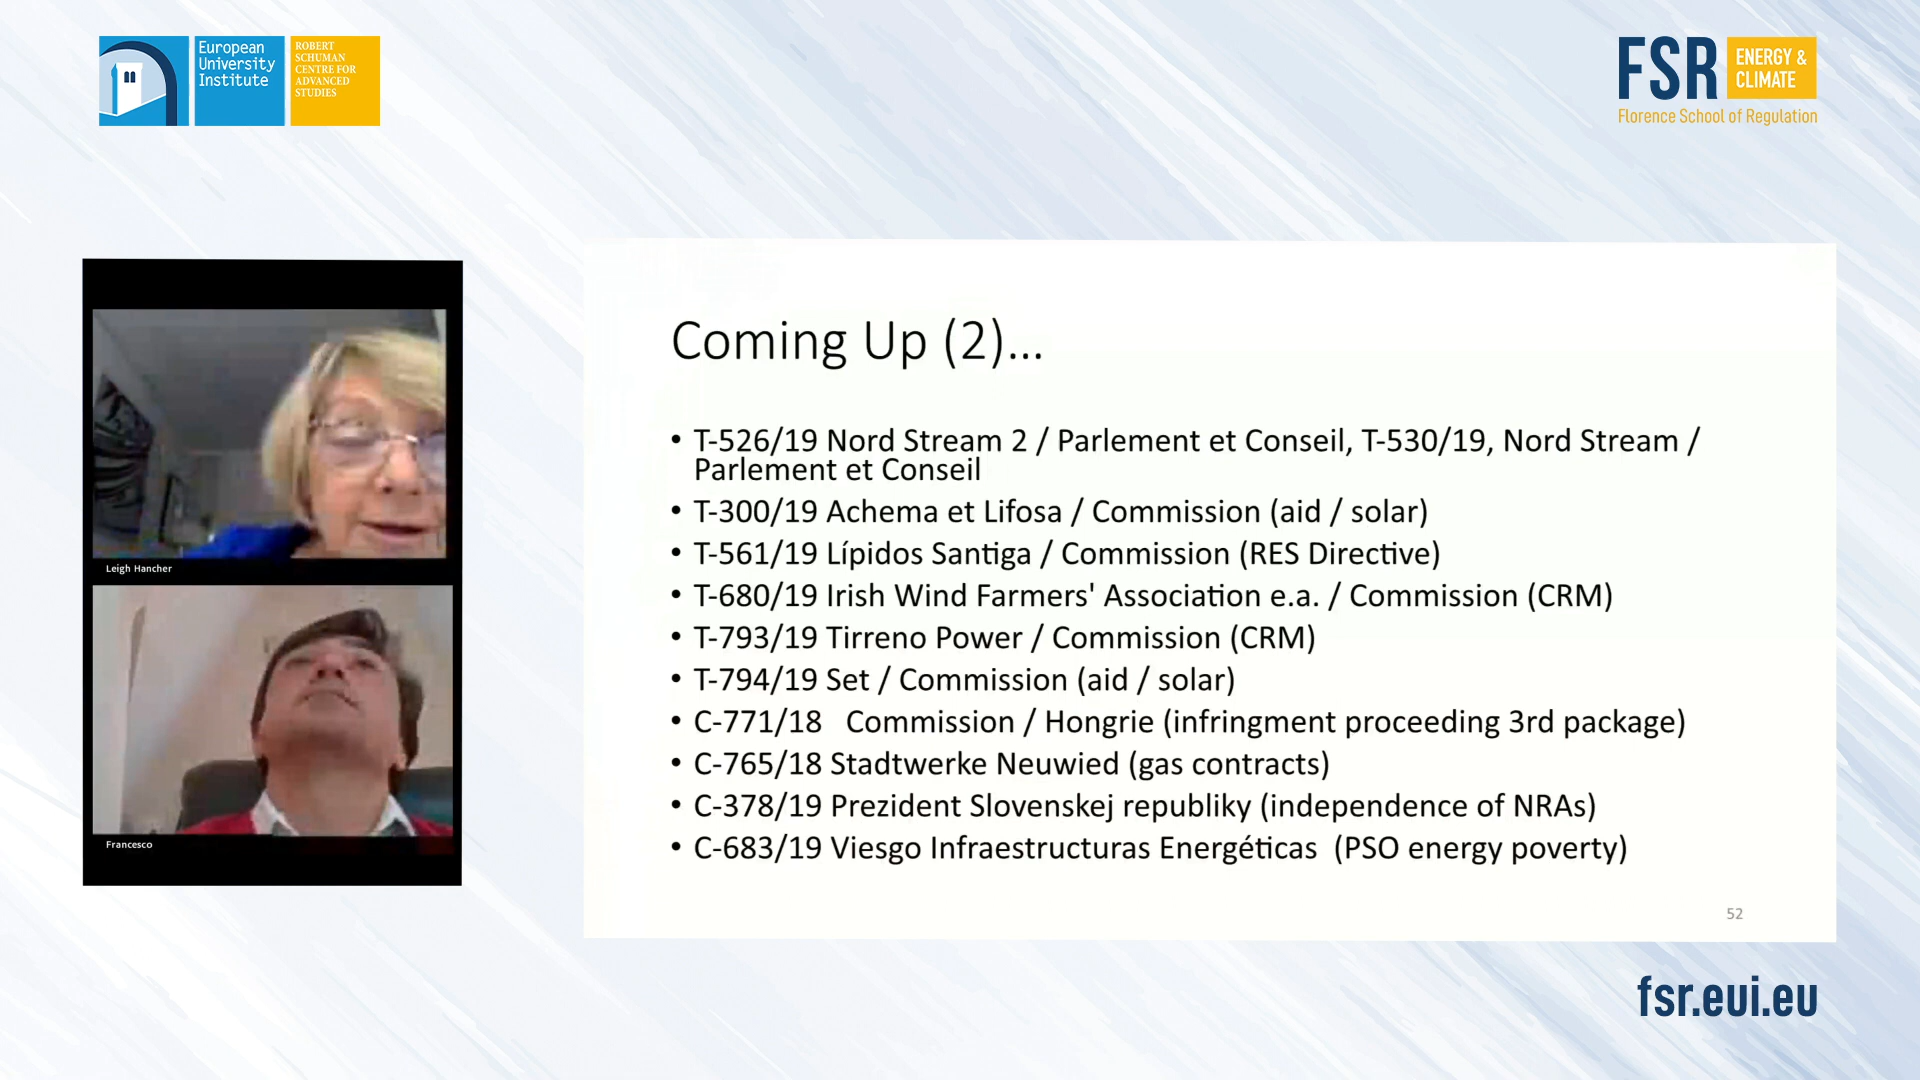 European
University
Institute
ROBERT
SCHUMAN
CENTRE FOR
ADVANCED
STUDIES
FSR
ENERGY &
CLIMATE
Florence School of Regulation
Leigh Hancher
Francesco
Coming Up (2)...
• T-526/19 Nord Stream 2 / Parlement et Conseil, T-530/19, Nord Stream /
Parlement et Conseil
• T-300/19 Achema et Lifosa / Commission (aid / solar)
• T-561/19 Lípidos Santiga / Commission (RES Directive)
• T-680/19 Irish Wind Farmers' Association e.a. / Commission (CRM)
• T-793/19 Tirreno Power / Commission (CRM)
• T-794/19 Set / Commission (aid / solar)
• C-771/18 Commission / Hongrie (infringment proceeding 3rd package)
• C-765/18 Stadtwerke Neuwied (gas contracts)
• C-378/19 Prezident Slovenskej republiky (independence of NRAs)
• C-683/19 Viesgo Infraestructuras Energéticas (PSO energy poverty)
52
fsr.eui.eu